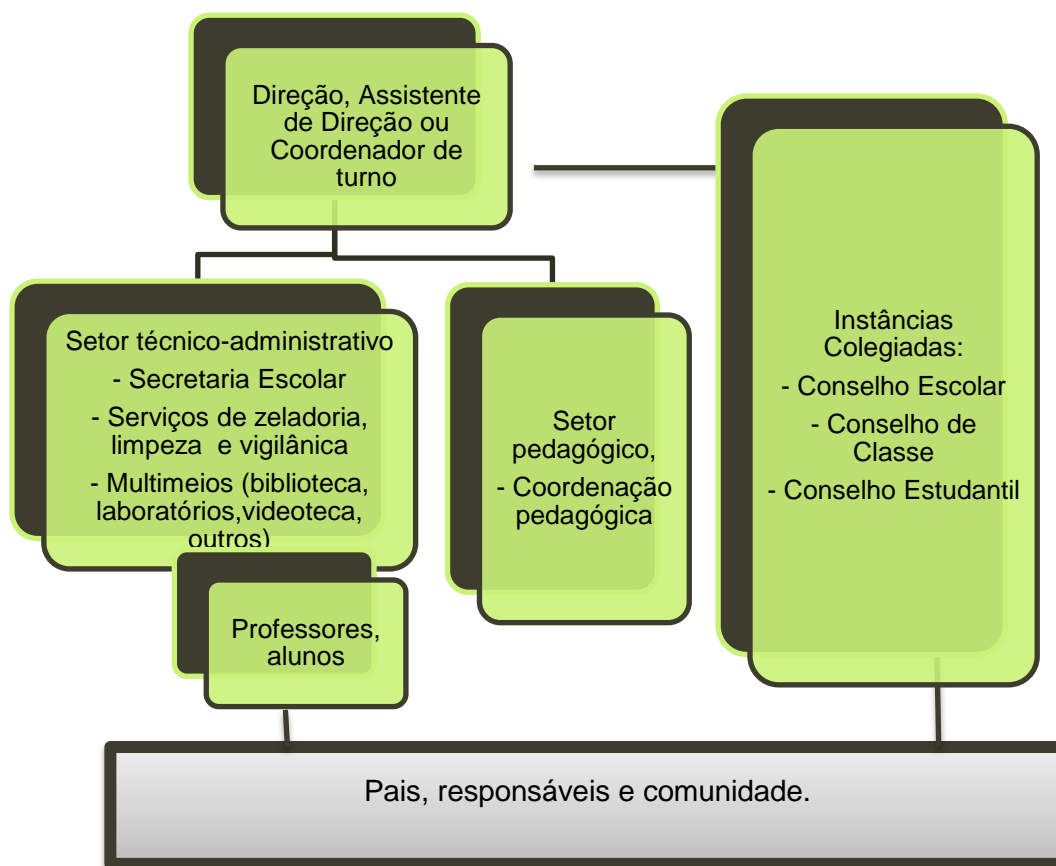 Direção, Assistente
de Direção ou
Coordenador de
turno
Setor técnico-administrativo
- Secretaria Escolar
- Serviços de zeladoria,
limpeza e vigilânica
- Multimeios (biblioteca,
laboratórios,videoteca,
outros)
Setor
pedagógico,
- Coordenação
pedagógica
Instâncias
Colegiadas:
- Conselho Escolar
- Conselho de
Classe
- Conselho Estudantil
Professores,
alunos
Pais, responsáveis e comunidade.